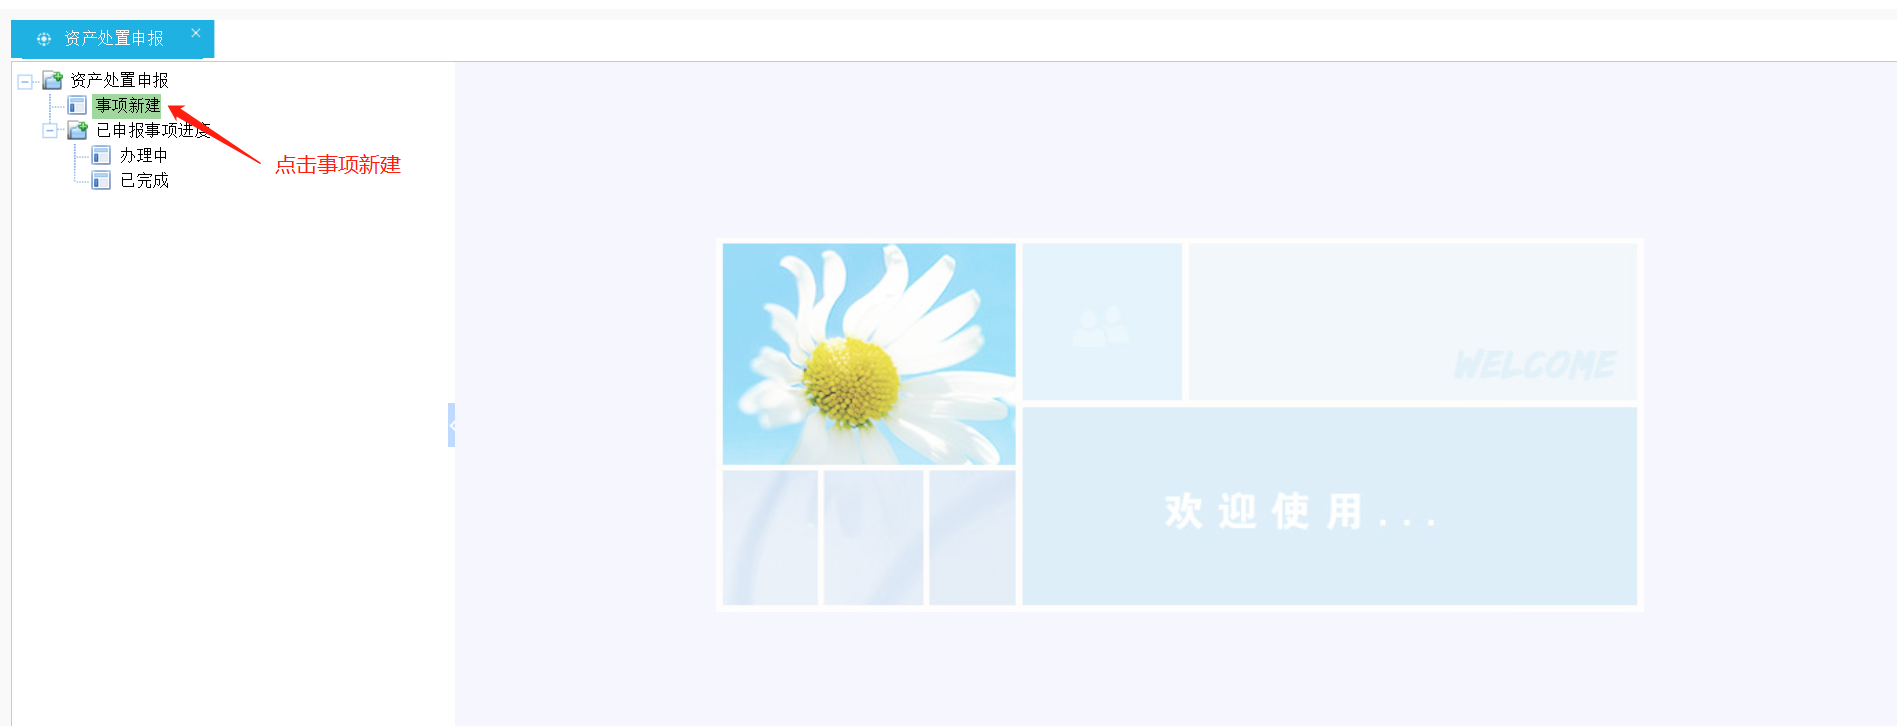 资产处置申报
资产处置申报
事项新建
已申报事项进度
办理中
已完成
点击事项新建
WELCOME
欢迎使用...